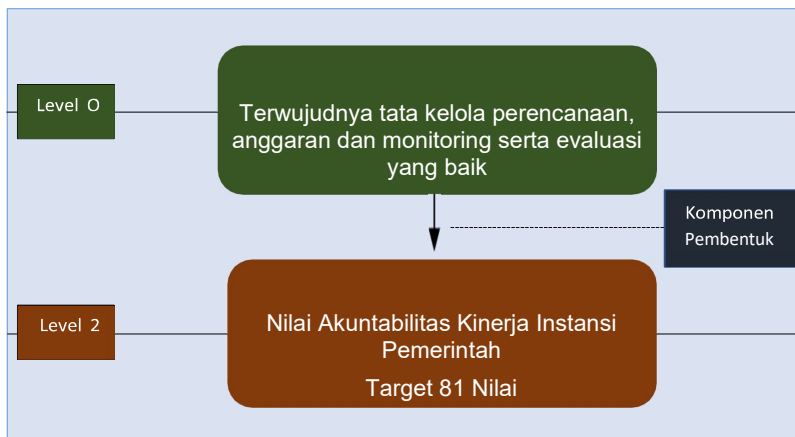 Level O
Terwujudnya tata kelola perencanaan,
anggaran dan monitoring serta evaluasi
yang baik
Komponen
Pembentuk
Level 2
Nilai Akuntabilitas Kinerja Instansi
Pemerintah
Target 81 Nilai